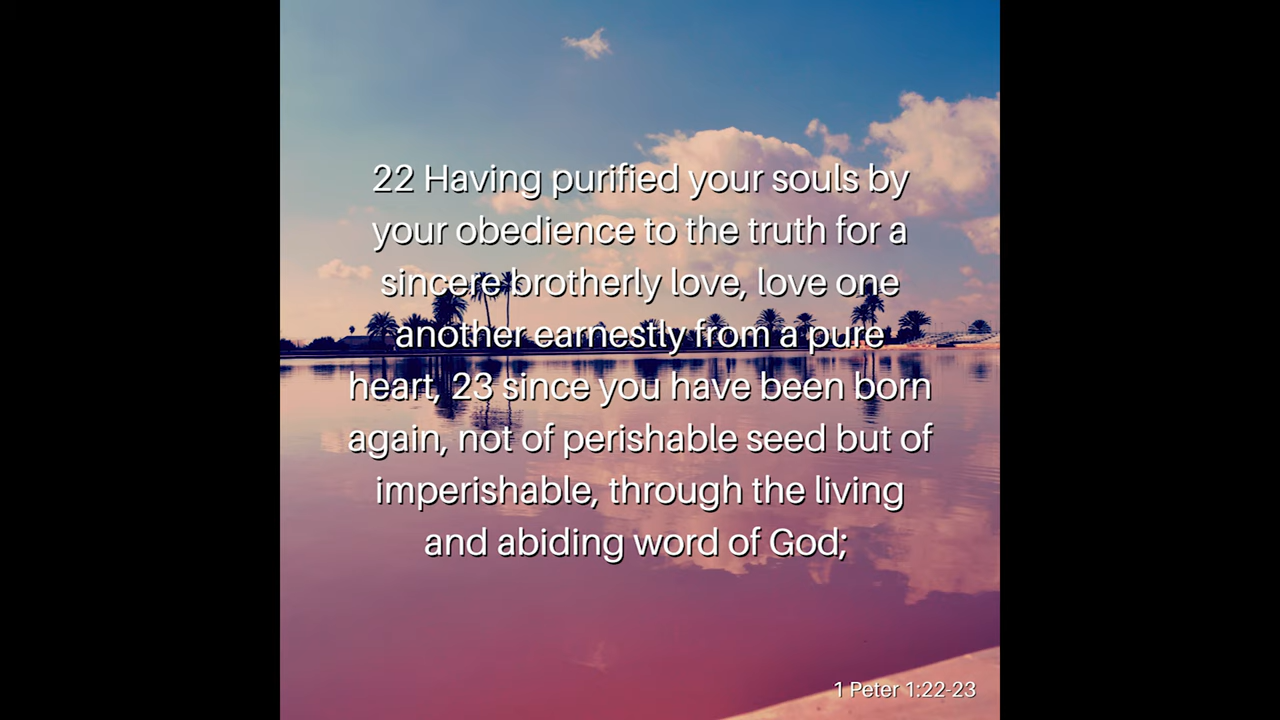 22 Having purified your souls by
your obedience to the truth for a
sincere brotherly love, love one
another earnestly from a pure
heart, 23 since you have been born
again, not of perishable seed but of
imperishable, through the living
and abiding word of God;
1 Peter 1:22-23